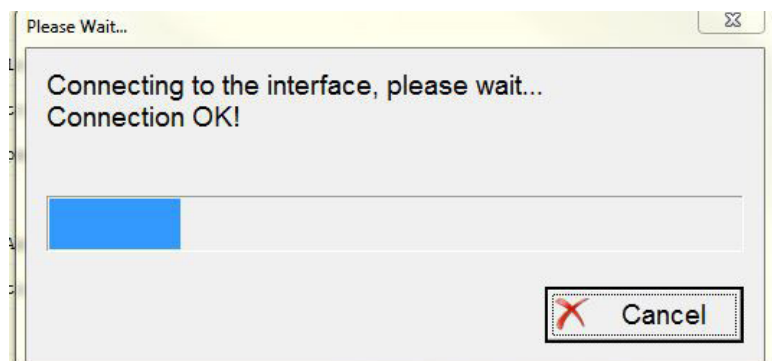 Please Wait...
Connecting to the interface, please wait...
Connection OK!
Cancel